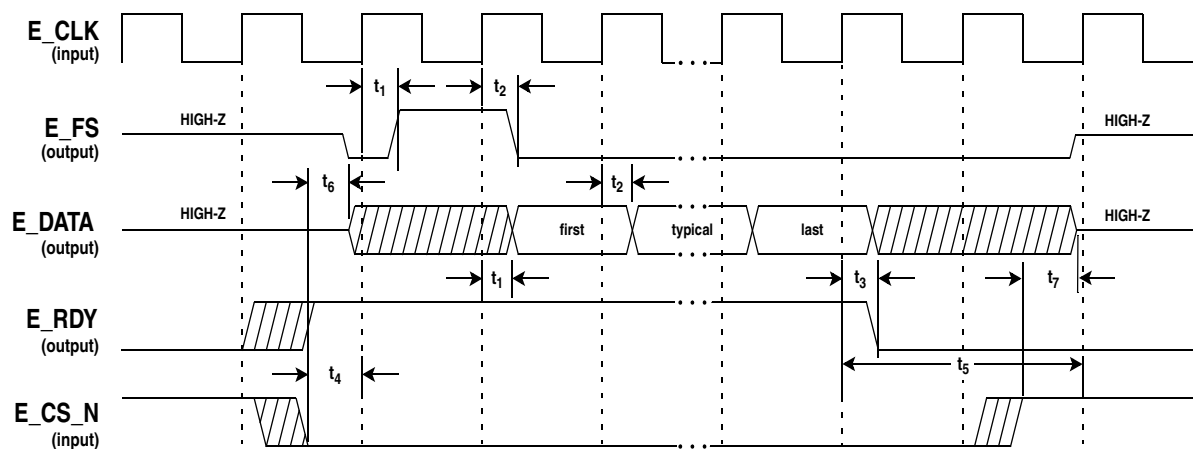 E_CLK
(input)
t1 t2
HIGH-Z HIGH-Z
E_FS
(output)
t6 t2
HIGH-Z HIGH-Z
E_DATA
(output)
first typical last
t1 t3 t7
E_RDY
(output)
t4 t5
E_CS_N
(input)